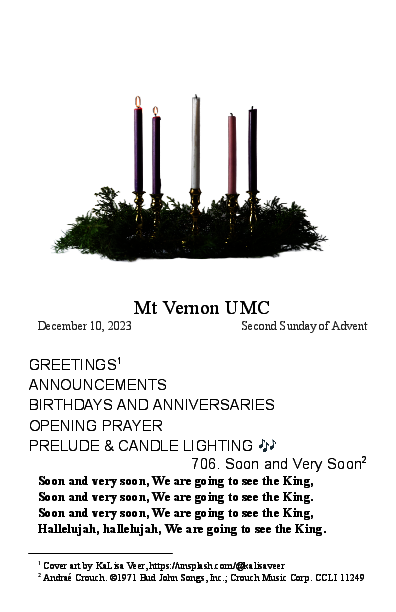 Mt Vernon UMC
December 10, 2023 Second Sunday of Advent
GREETINGS¹
ANNOUNCEMENTS
BIRTHDAYS AND ANNIVERSARIES
OPENING PRAYER
PRELUDE & CANDLE LIGHTING 🎶
706. Soon and Very Soon²
Soon and very soon, We are going to see the King,
Soon and very soon, We are going to see the King.
Soon and very soon, We are going to see the King,
Hallelujah, hallelujah, We are going to see the King.
¹ Cover art by KaLisa Veer, https://unsplash.com/@kalisaveer
² Andraé Crouch. ©1971 Bud John Songs, Inc.; Crouch Music Corp. CCLI 11249